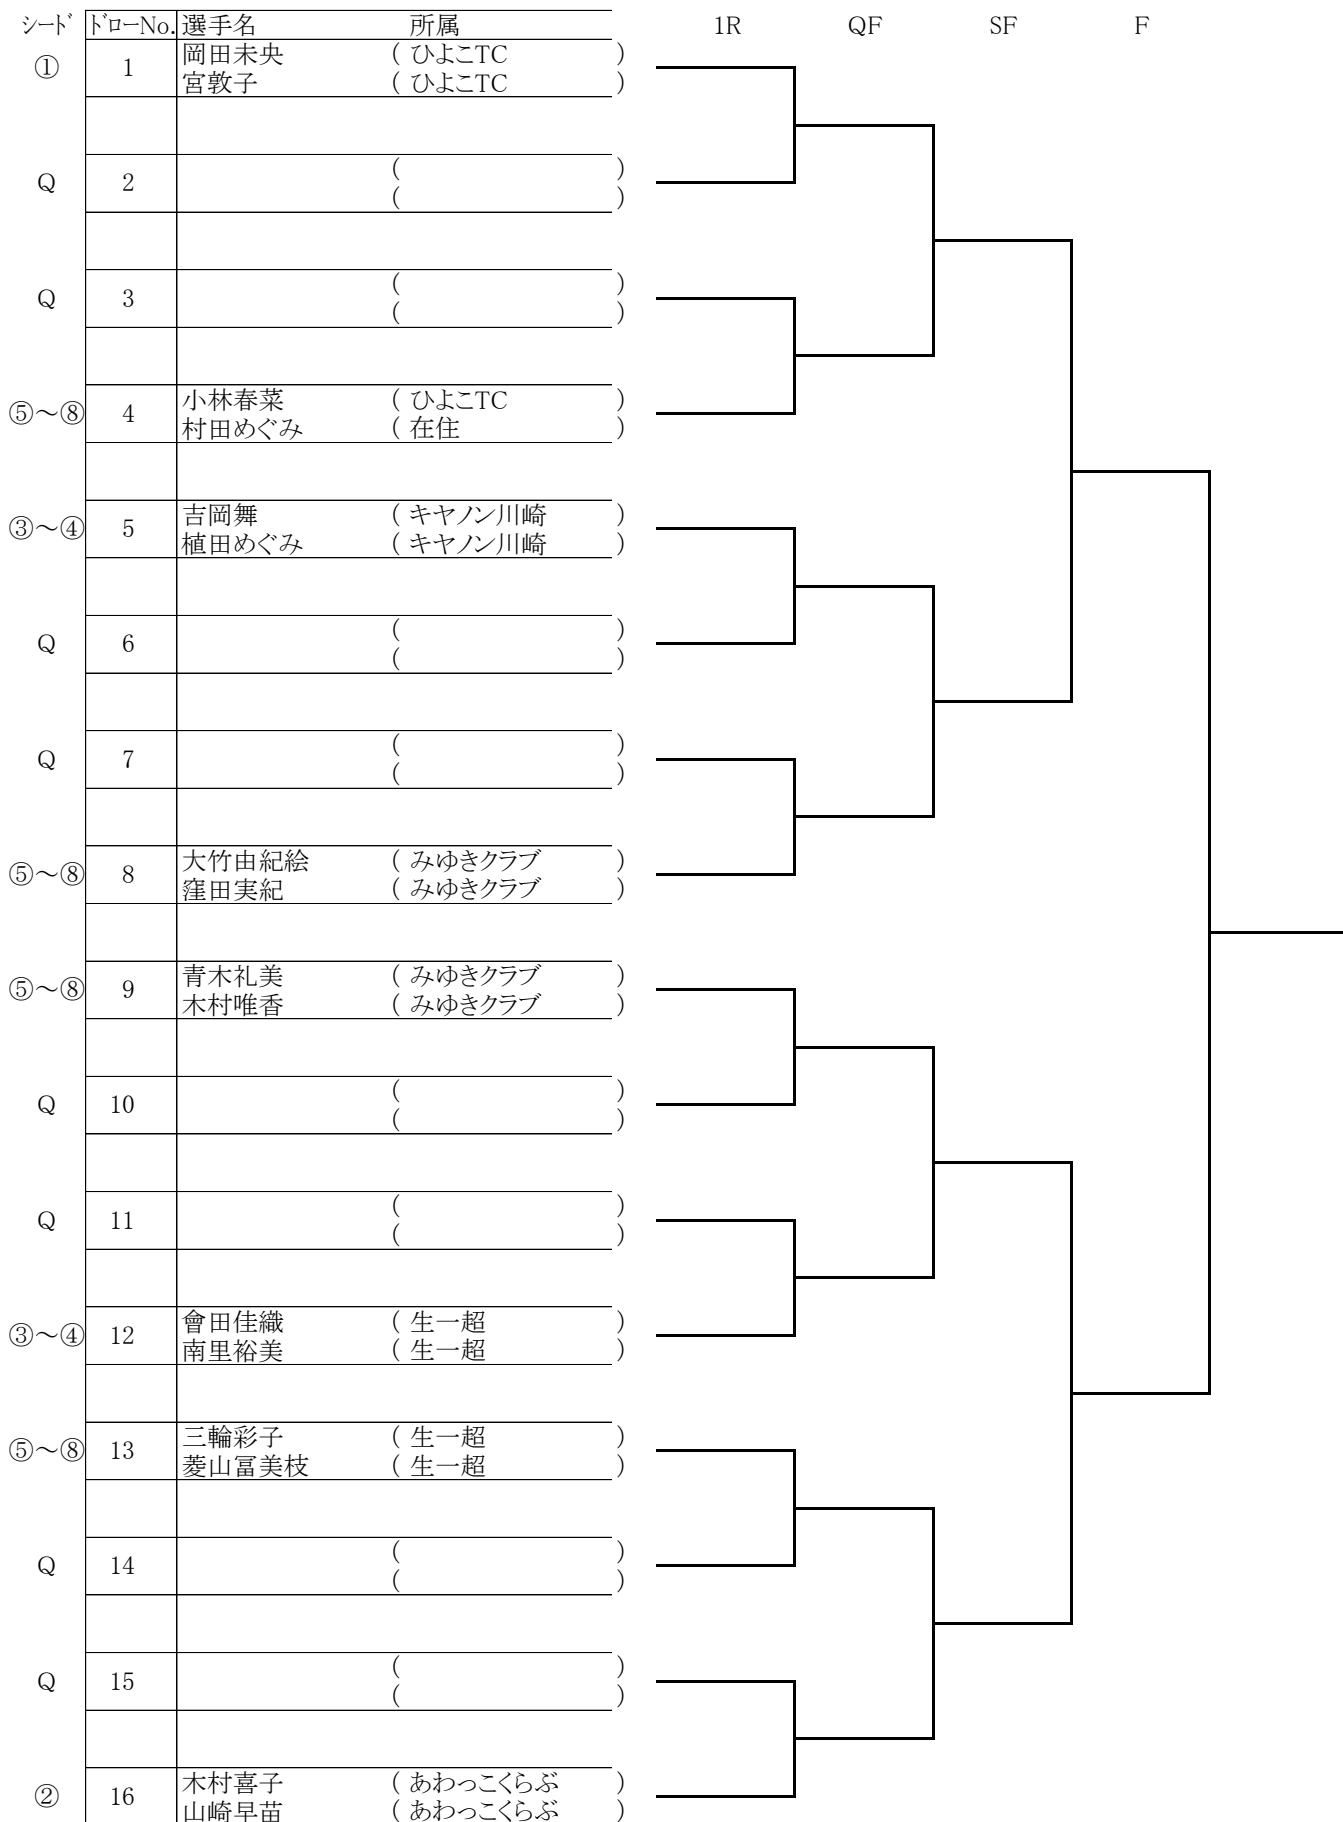 シード ドローNo. 選手名 所属 1R QF SF F
① 1 岡田未央 ( ひよこTC )
宮敦子 ( ひよこTC )
Q 2 ( )
( )
Q 3 ( )
( )
⑤～⑧ 4 小林春菜 ( ひよこTC )
村田めぐみ ( 在住 )
③～④ 5 吉岡舞 ( キヤノン川崎 )
植田めぐみ ( キヤノン川崎 )
Q 6 ( )
( )
Q 7 ( )
( )
⑤～⑧ 8 大竹由紀絵 ( みゆきクラブ )
窪田実紀 ( みゆきクラブ )
⑤～⑧ 9 青木礼美 ( みゆきクラブ )
木村唯香 ( みゆきクラブ )
Q 10 ( )
( )
Q 11 ( )
( )
③～④ 12 會田佳織 ( 生一超 )
南里裕美 ( 生一超 )
⑤～⑧ 13 三輪彩子 ( 生一超 )
菱山冨美枝 ( 生一超 )
Q 14 ( )
( )
Q 15 ( )
( )
② 16 木村喜子 ( あわっこくらぶ )
山崎早苗 ( あわっこくらぶ )